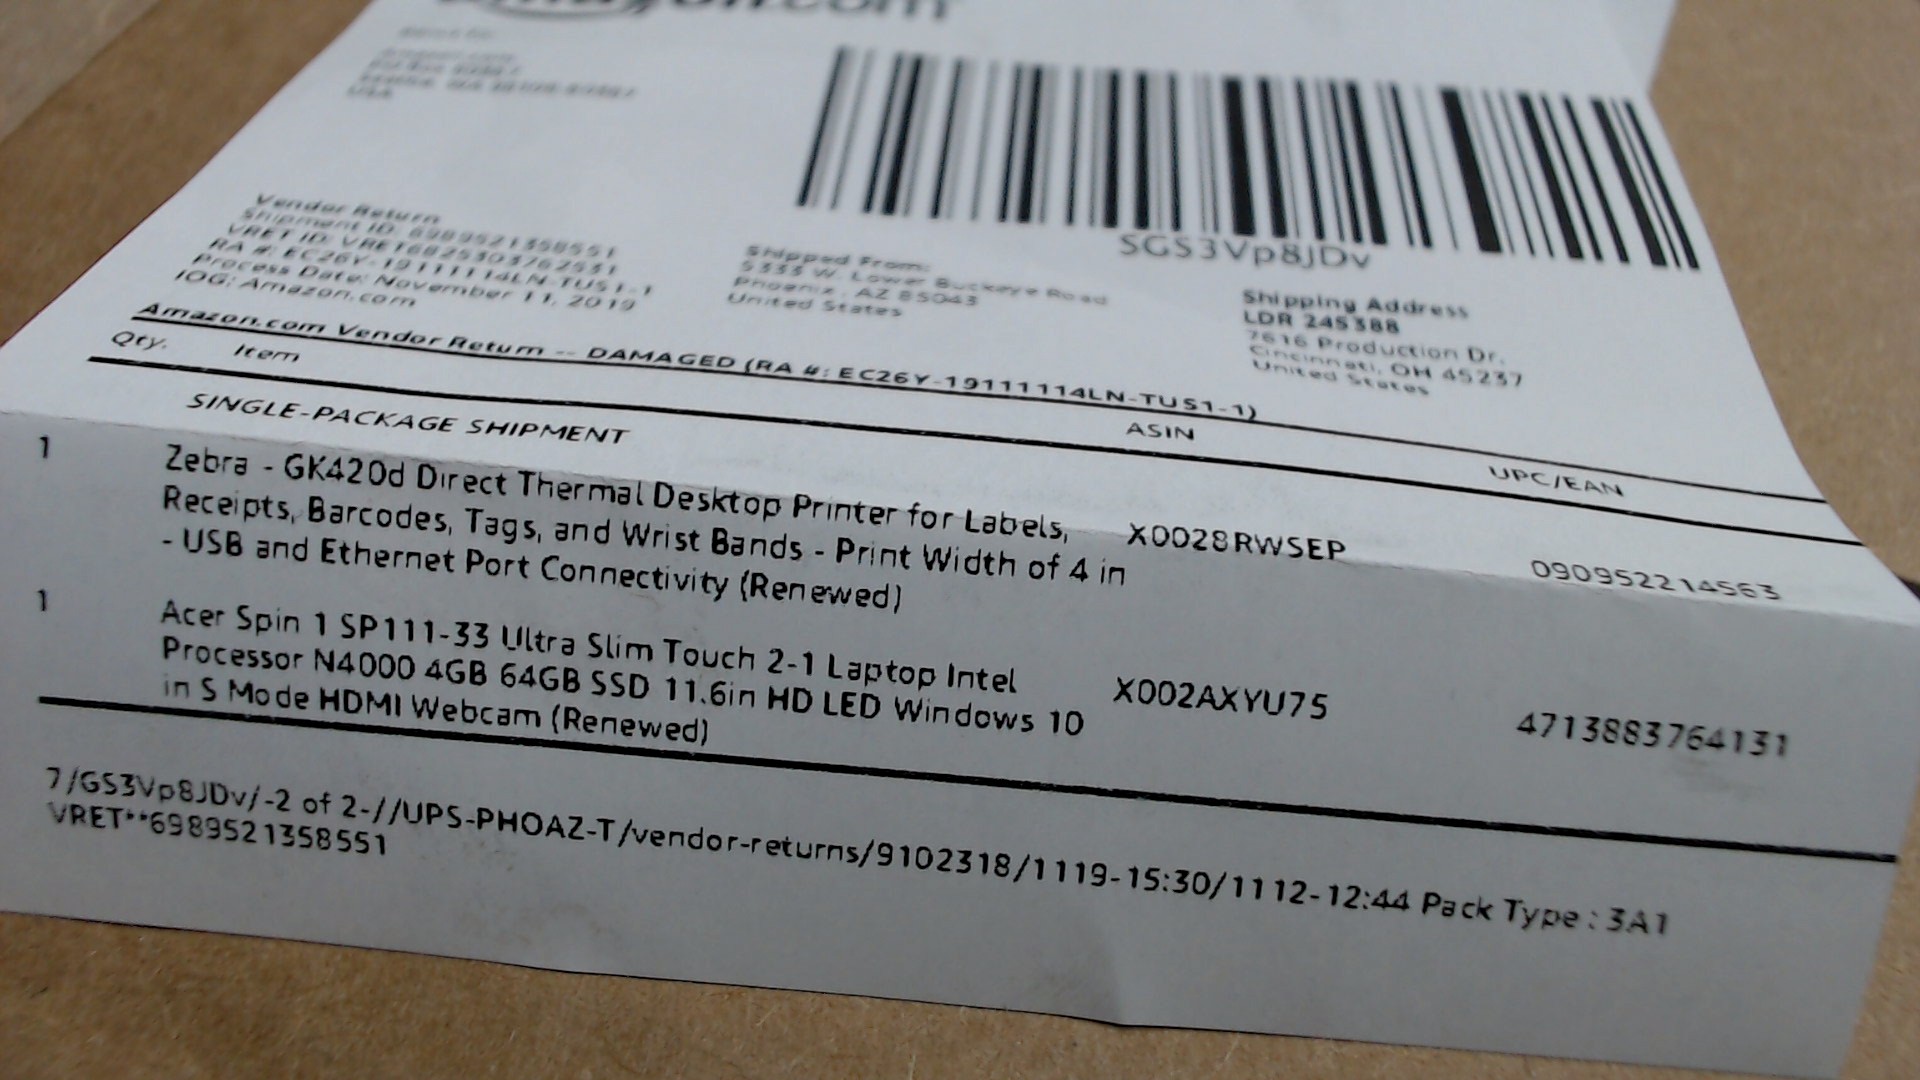 amazon.com
USA
SGS3Vp8JDv
Vendor Return
Shipment ID: 6989521358551
VRET ID: VRET6825303762531
RA #: EC26Y-19111114LN-TUS1-1
Process Date: November 11, 2019
IOG: Amazon.com
Shipped From:
5333 W. Lower Buckeye Road
Phoenix, AZ 85043
United States
Shipping Address
LDR 245388
7616 Production Dr.
Cincinnati, OH 45237
United States
Amazon.com Vendor Return -- DAMAGED (RA #: EC26Y-19111114LN-TUS1-1)
Qty. Item ASIN UPC/EAN
SINGLE-PACKAGE SHIPMENT
1 Zebra - GK420d Direct Thermal Desktop Printer for Labels, X0028RWSEP 090952214563
Receipts, Barcodes, Tags, and Wrist Bands - Print Width of 4 in
- USB and Ethernet Port Connectivity (Renewed)
1 Acer Spin 1 SP111-33 Ultra Slim Touch 2-1 Laptop Intel X002AXYU75 4713883764131
Processor N4000 4GB 64GB SSD 11.6in HD LED Windows 10
in S Mode HDMI Webcam (Renewed)
7/GS3Vp8JDv/-2 of 2-//UPS-PHOAZ-T/vendor-returns/9102318/1119-15:30/1112-12:44 Pack Type : 3A1
VRET**6989521358551